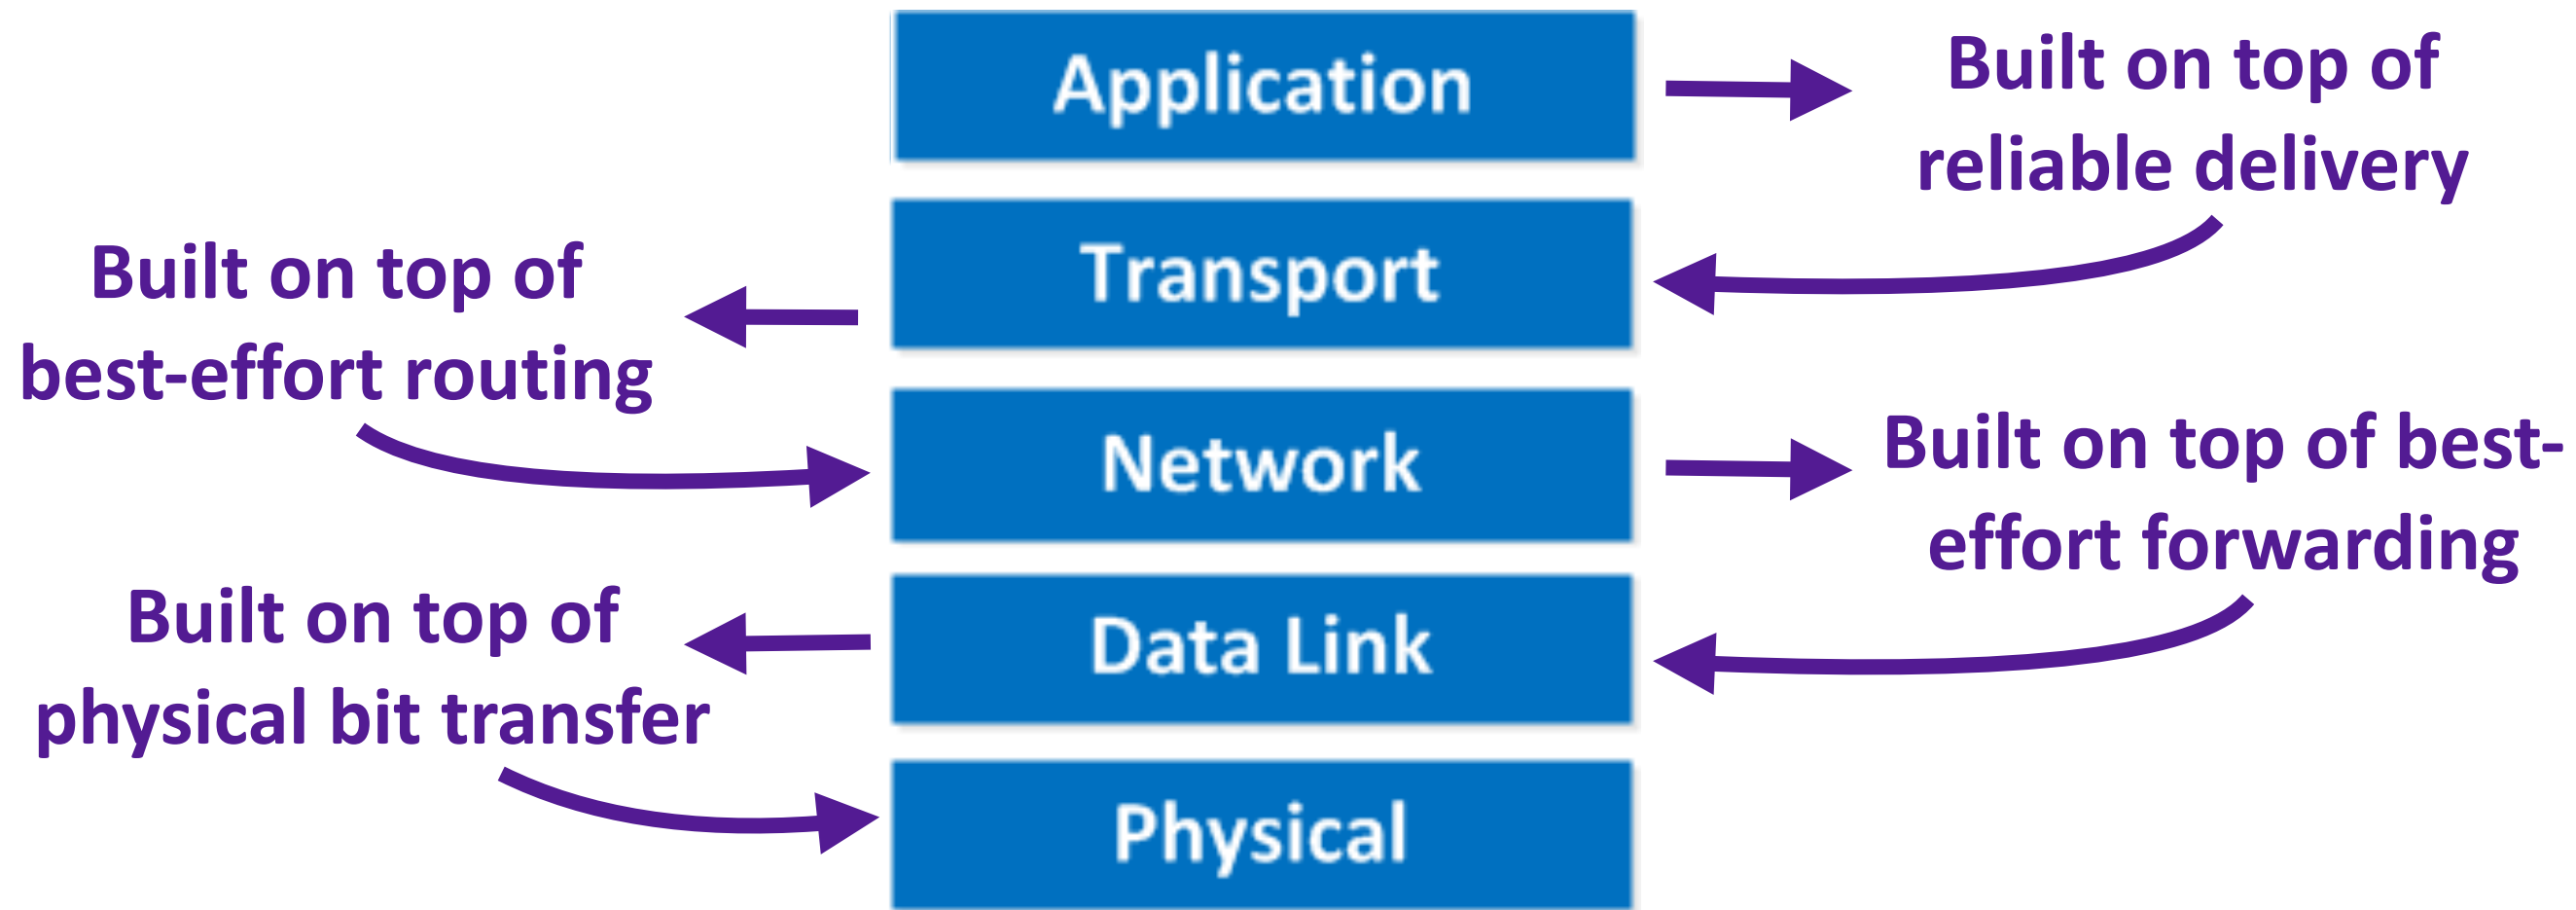 Application
Built on top of
reliable delivery
Transport
Built on top of
best-effort routing
Network
Built on top of best-
effort forwarding
Data Link
Built on top of
physical bit transfer
Physical